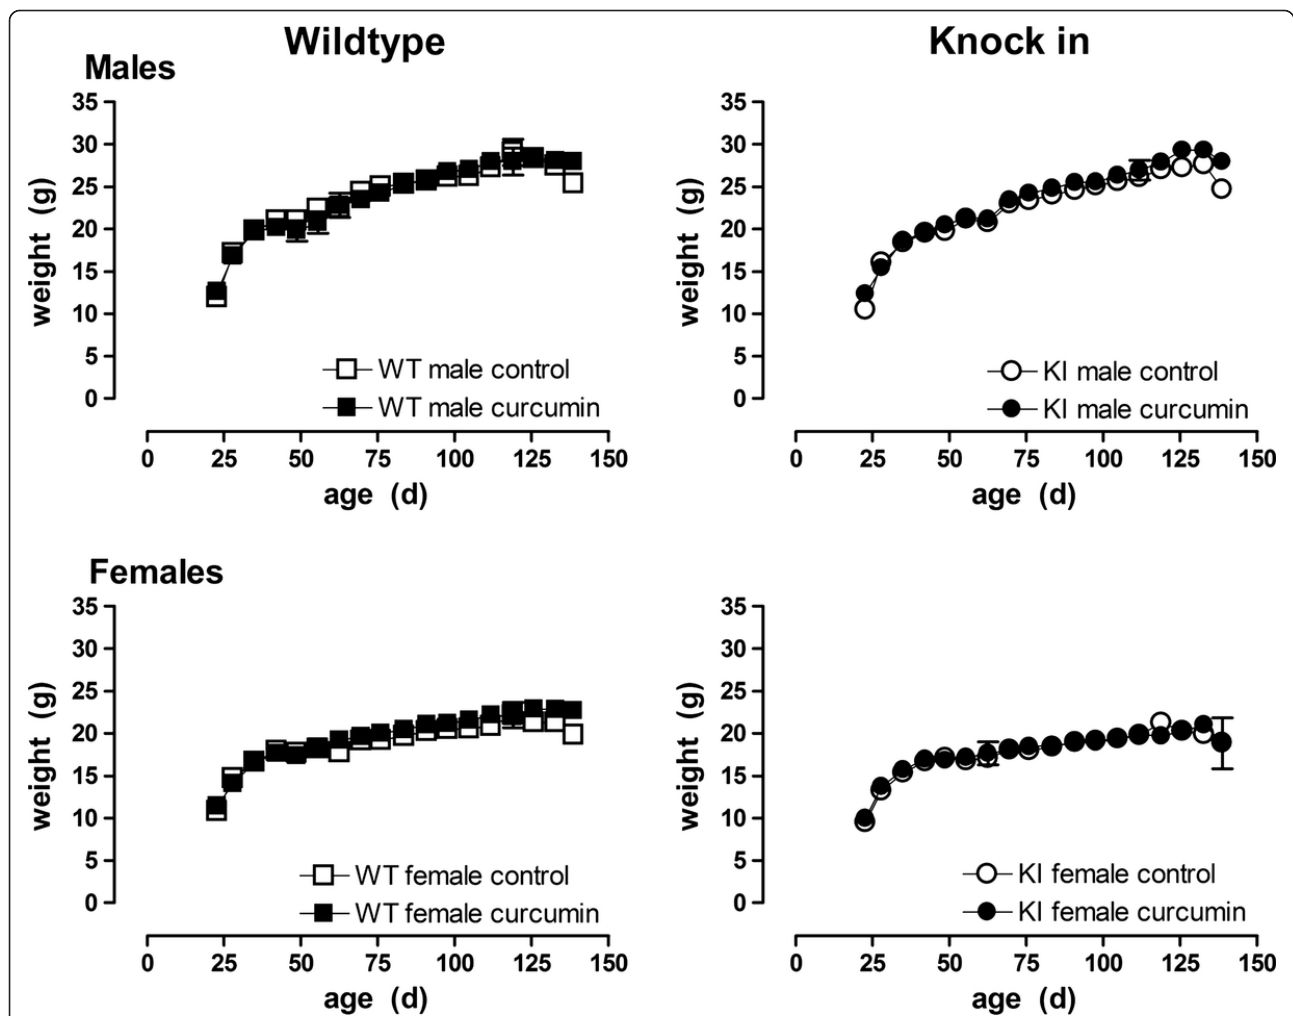 Wildtype
Knock in
Males
35
30
25
20
15
10
5
0
weight (g)
WT male control
WT male curcumin
0 25 50 75 100 125 150
age (d)
35
30
25
20
15
10
5
0
weight (g)
KI male control
KI male curcumin
0 25 50 75 100 125 150
age (d)
Females
35
30
25
20
15
10
5
0
weight (g)
WT female control
WT female curcumin
0 25 50 75 100 125 150
age (d)
35
30
25
20
15
10
5
0
weight (g)
KI female control
KI female curcumin
0 25 50 75 100 125 150
age (d)